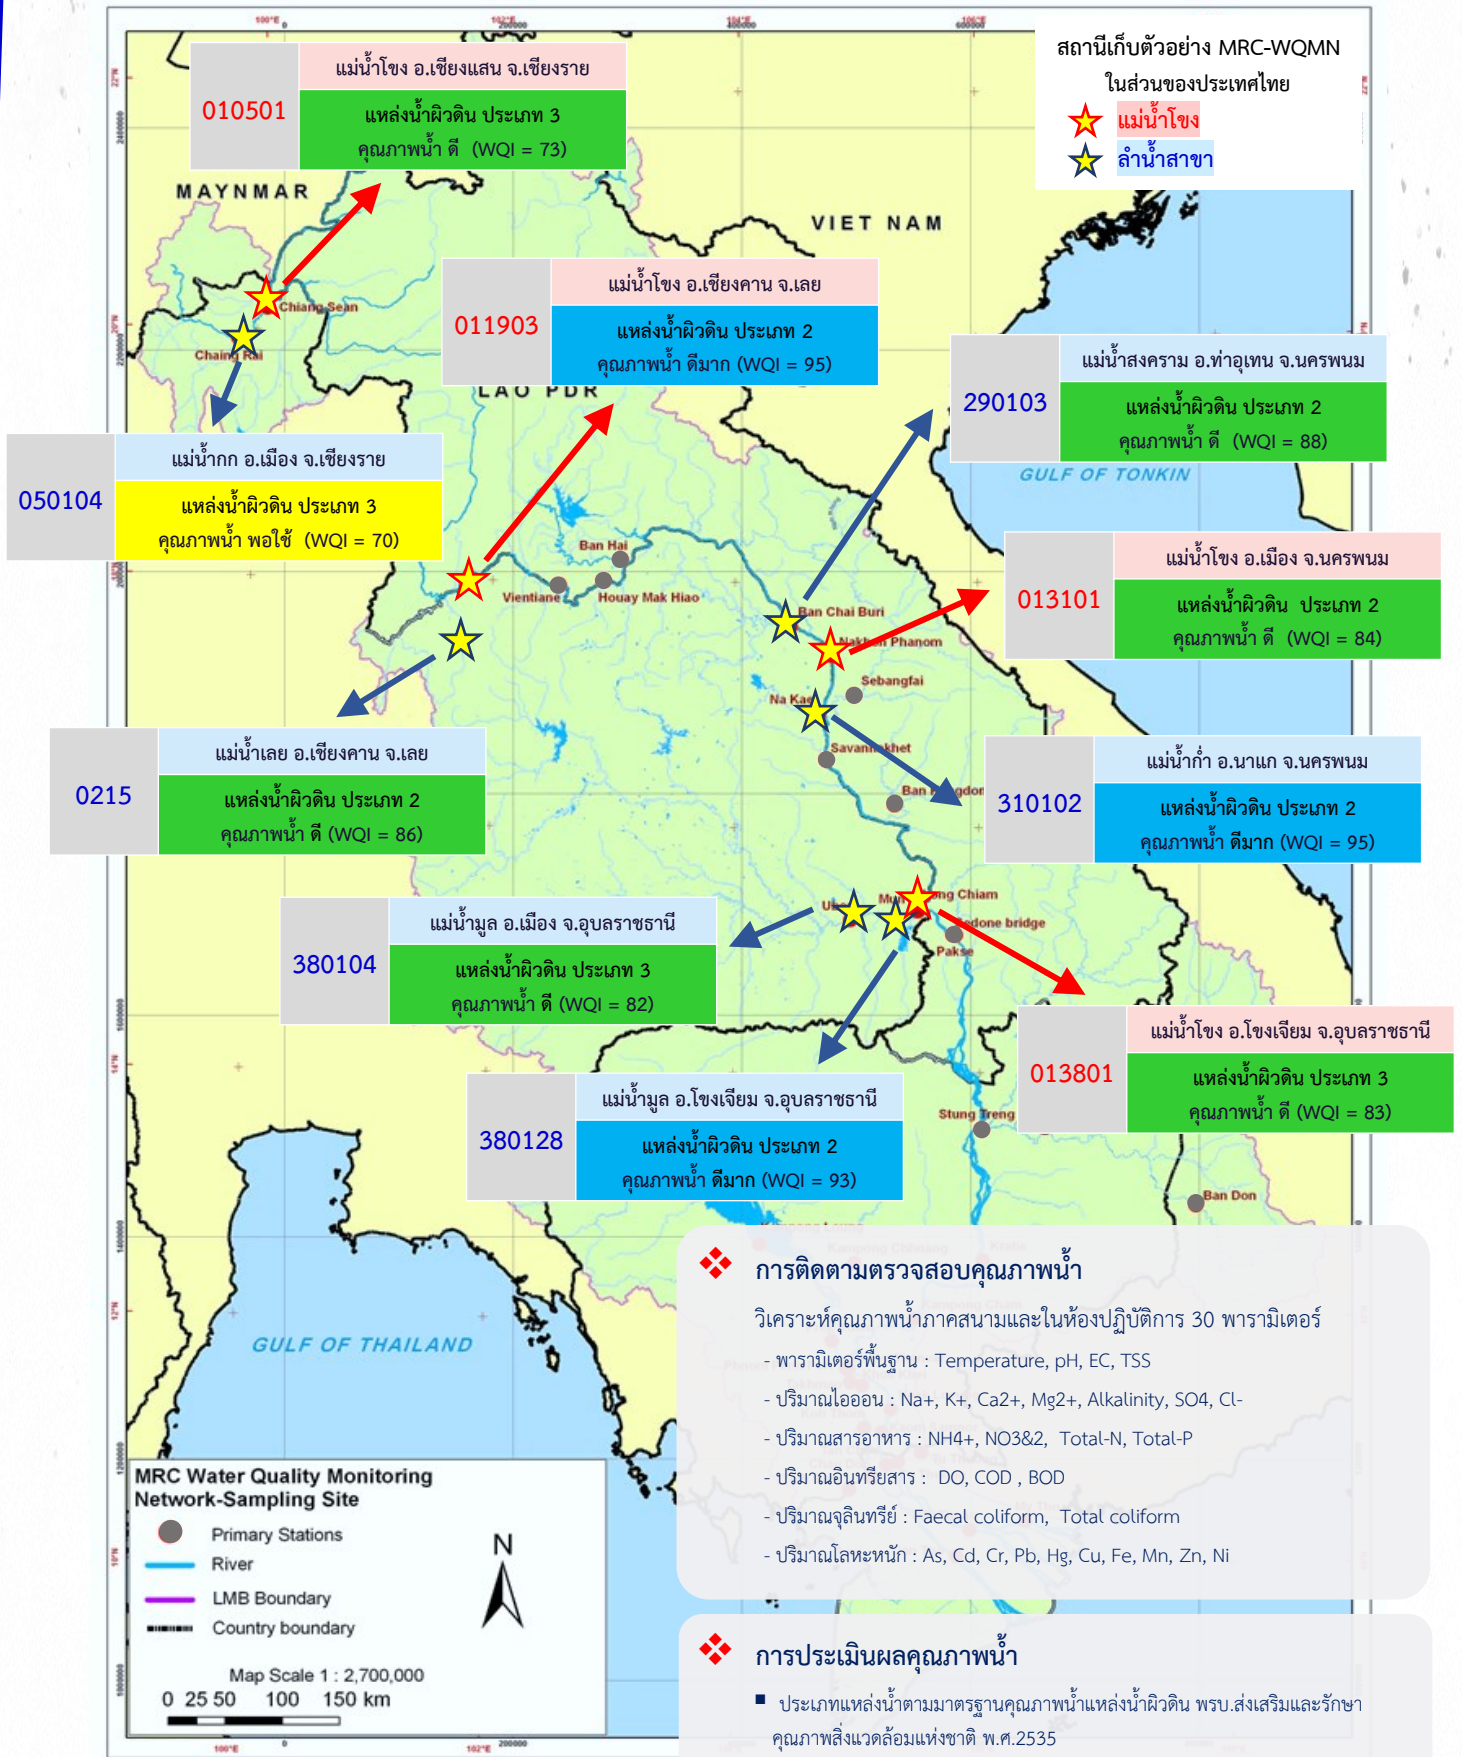 100°E
0
102°E
200000
104°E
400000
106°E
600000
สถานีเก็บตัวอย่าง MRC-WQMN
ในส่วนของประเทศไทย
แม่น้ำโขง
ลำน้ำสาขา
010501
แม่น้ำโขง อ.เชียงแสน จ.เชียงราย
แหล่งน้ำผิวดิน ประเภท 3
คุณภาพน้ำ ดี (WQI = 73)
MAYNMAR
VIET NAM
Chiang Sean
Chaing Rai
011903
แม่น้ำโขง อ.เชียงคาน จ.เลย
แหล่งน้ำผิวดิน ประเภท 2
คุณภาพน้ำ ดีมาก (WQI = 95)
LAO PDR
290103
แม่น้ำสงคราม อ.ท่าอุเทน จ.นครพนม
แหล่งน้ำผิวดิน ประเภท 2
คุณภาพน้ำ ดี (WQI = 88)
GULF OF TONKIN
050104
แม่น้ำกก อ.เมือง จ.เชียงราย
แหล่งน้ำผิวดิน ประเภท 3
คุณภาพน้ำ พอใช้ (WQI = 70)
Ban Hai
Vientiane
Houay Mak Hiao
Ban Chai Buri
Nakhon Phanom
013101
แม่น้ำโขง อ.เมือง จ.นครพนม
แหล่งน้ำผิวดิน ประเภท 2
คุณภาพน้ำ ดี (WQI = 84)
Sebangfai
Na Kae
Savannakhet
0215
แม่น้ำเลย อ.เชียงคาน จ.เลย
แหล่งน้ำผิวดิน ประเภท 2
คุณภาพน้ำ ดี (WQI = 86)
310102
แม่น้ำก่ำ อ.นาแก จ.นครพนม
แหล่งน้ำผิวดิน ประเภท 2
คุณภาพน้ำ ดีมาก (WQI = 95)
380104
แม่น้ำมูล อ.เมือง จ.อุบลราชธานี
แหล่งน้ำผิวดิน ประเภท 3
คุณภาพน้ำ ดี (WQI = 82)
Chiam
Sedone bridge
Pakse
013801
แม่น้ำโขง อ.โขงเจียม จ.อุบลราชธานี
แหล่งน้ำผิวดิน ประเภท 3
คุณภาพน้ำ ดี (WQI = 83)
380128
แม่น้ำมูล อ.โขงเจียม จ.อุบลราชธานี
แหล่งน้ำผิวดิน ประเภท 2
คุณภาพน้ำ ดีมาก (WQI = 93)
Stung Treng
Ban Don
GULF OF THAILAND
การติดตามตรวจสอบคุณภาพน้ำ
วิเคราะห์คุณภาพน้ำภาคสนามและในห้องปฏิบัติการ 30 พารามิเตอร์
- พารามิเตอร์พื้นฐาน : Temperature, pH, EC, TSS
- ปริมาณไอออน : Na+, K+, Ca2+, Mg2+, Alkalinity, SO4, Cl-
- ปริมาณสารอาหาร : NH4+, NO3&2, Total-N, Total-P
- ปริมาณอินทรียสาร : DO, COD , BOD
- ปริมาณจุลินทรีย์ : Faecal coliform, Total coliform
- ปริมาณโลหะหนัก : As, Cd, Cr, Pb, Hg, Cu, Fe, Mn, Zn, Ni
การประเมินผลคุณภาพน้ำ
▪ ประเภทแหล่งน้ำตามมาตรฐานคุณภาพน้ำแหล่งน้ำผิวดิน พรบ.ส่งเสริมและรักษา
คุณภาพสิ่งแวดล้อมแห่งชาติ พ.ศ.2535
MRC Water Quality Monitoring
Network-Sampling Site
Primary Stations
River
LMB Boundary
Country boundary
N
Map Scale 1 : 2,700,000
0 25 50 100 150 km
100°E
0
102°E
200000